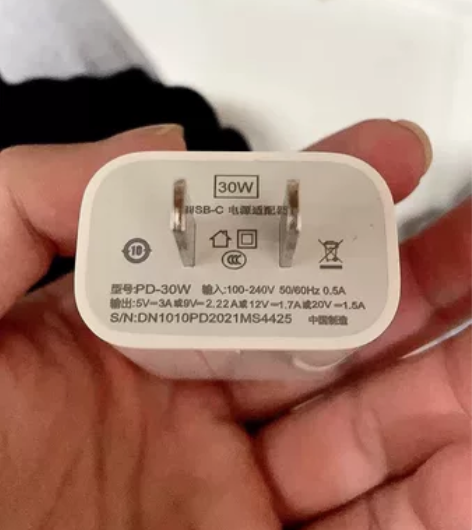 30W
USB-C 电源适配器
10
CCC
型号:PD-30W 输入:100-240V 50/60Hz 0.5A
输出:5V⎓3A或9V⎓2.22A或12V⎓1.7A或20V⎓1.5A
S/N:DN1010PD2021MS4425 中国制造